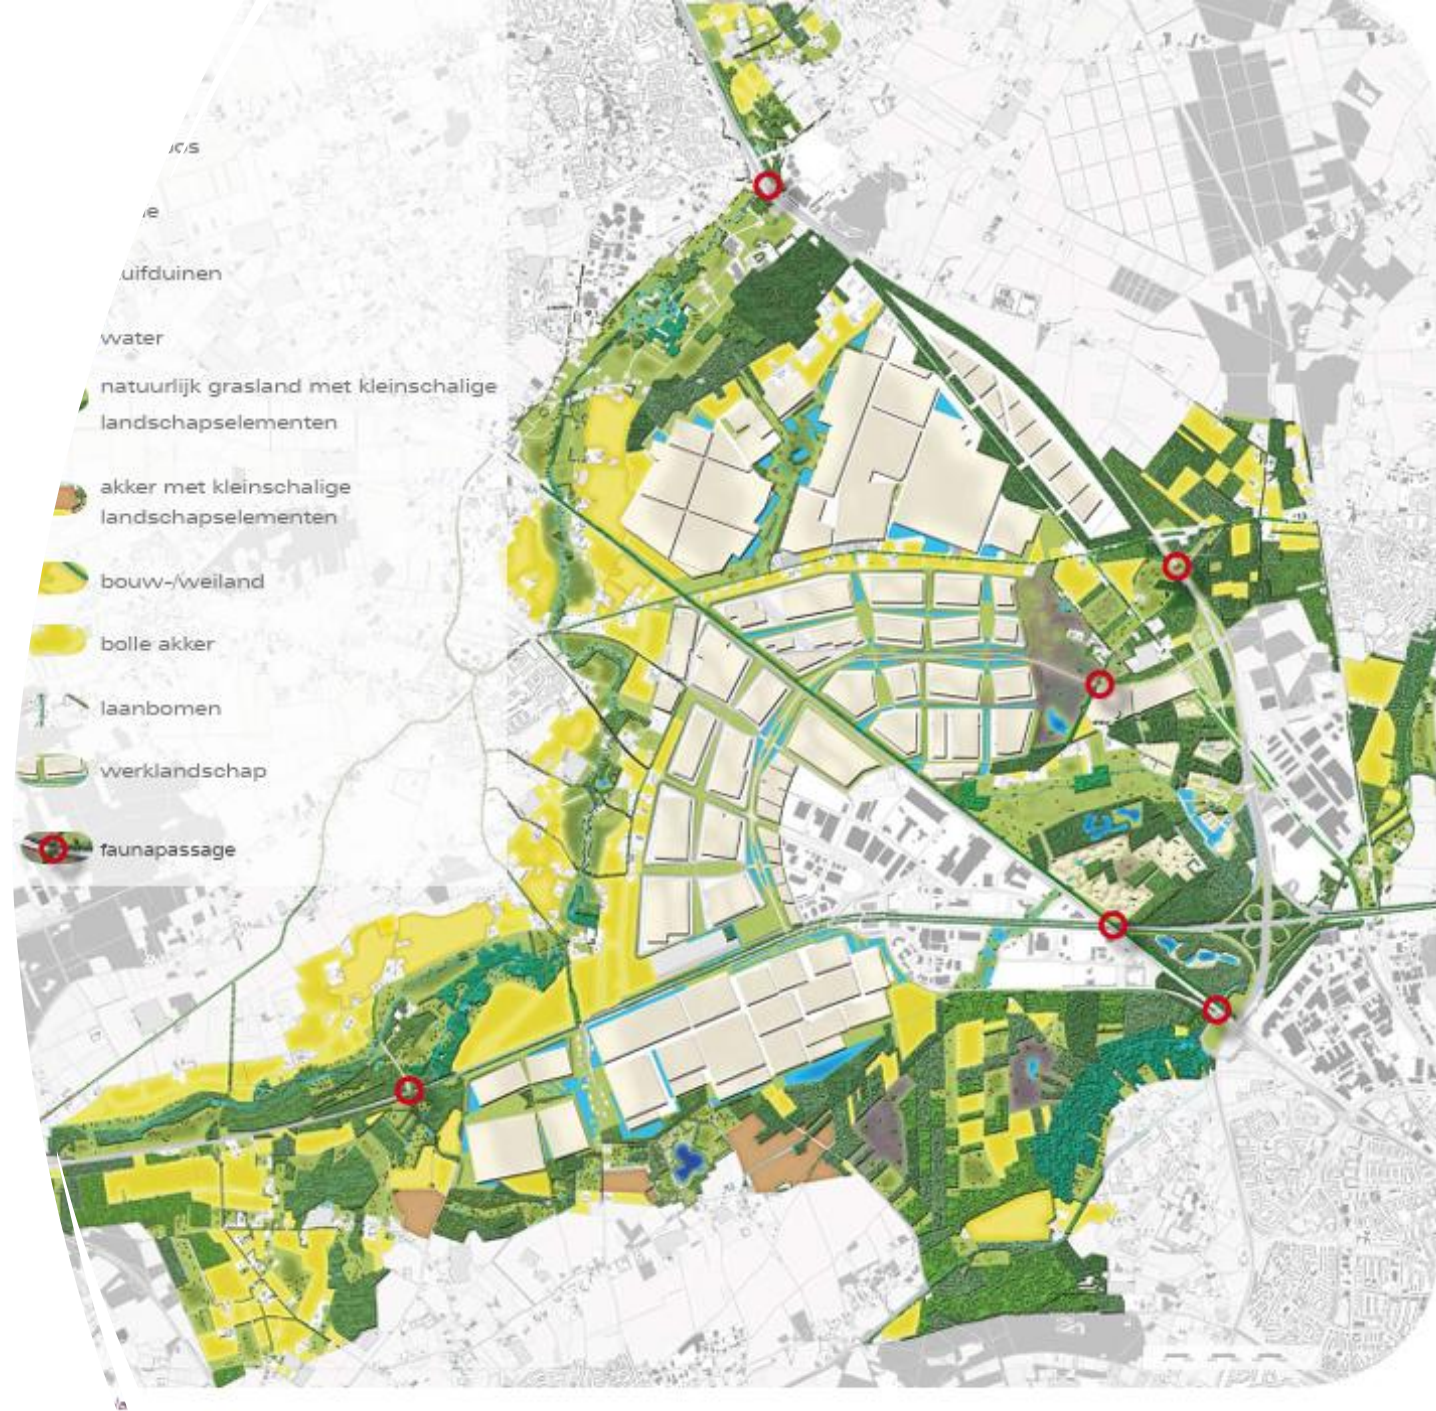 water
natuurlijk grasland met kleinschalige
landschapselementen
akker met kleinschalige
landschapselementen
bouw-/weiland
bolle akker
laanbomen
werklandschap
faunapassage